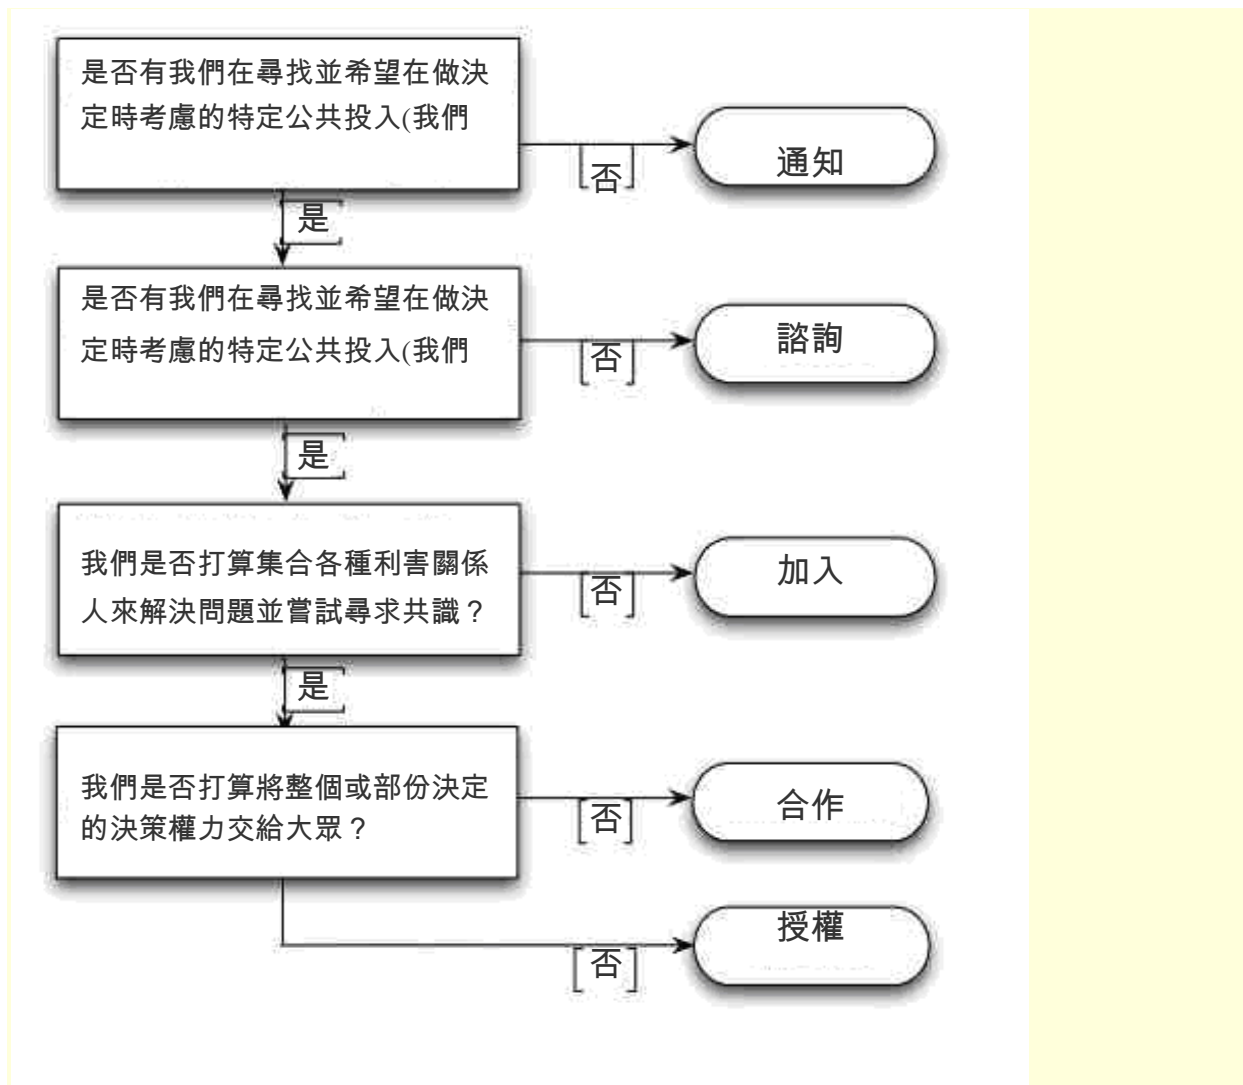 是否有我們在尋找並希望在做決
定時考慮的特定公共投入(我們
[否]
通知
[是]
是否有我們在尋找並希望在做決
定時考慮的特定公共投入(我們
[否]
諮詢
[是]
我們是否打算集合各種利害關係
人來解決問題並嘗試尋求共識？
[否]
加入
[是]
我們是否打算將整個或部份決定
的決策權力交給大眾？
[否]
合作
[否]
授權